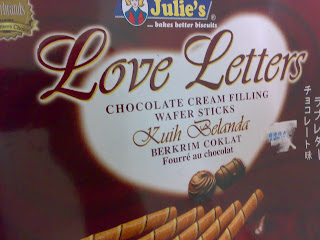 Julie's
... bakes better biscuits
Love Letters
CHOCOLATE CREAM FILLING
WAFER STICKS
Kuih Belanda
BERKRIM COKLAT
Fourré au chocolat
チョコレート味